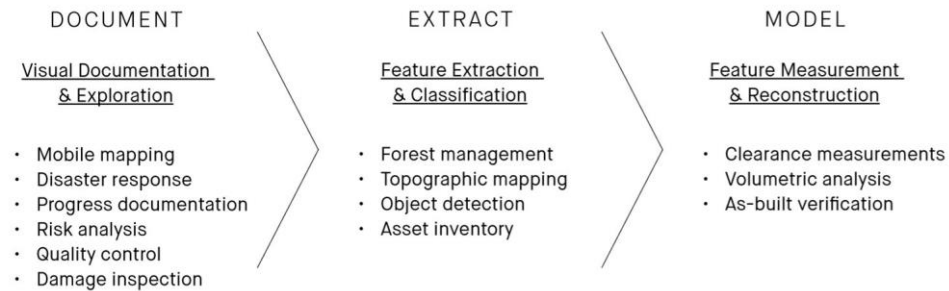 DOCUMENT
Visual Documentation
& Exploration
• Mobile mapping
• Disaster response
• Progress documentation
• Risk analysis
• Quality control
• Damage inspection
EXTRACT
Feature Extraction
& Classification
• Forest management
• Topographic mapping
• Object detection
• Asset inventory
MODEL
Feature Measurement
& Reconstruction
• Clearance measurements
• Volumetric analysis
• As-built verification